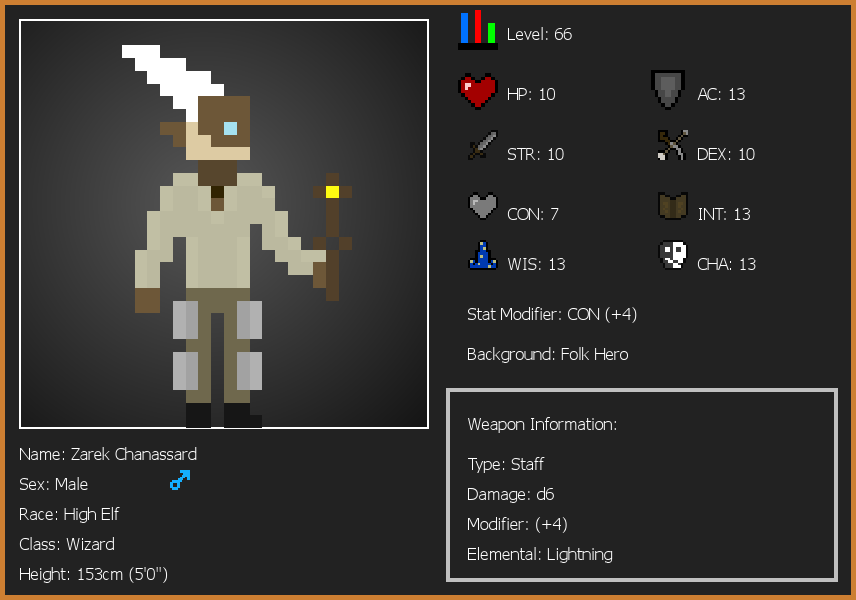 Level: 66
HP: 10
AC: 13
STR: 10
DEX: 10
CON: 7
INT: 13
WIS: 13
CHA: 13
Stat Modifier: CON (+4)
Background: Folk Hero
Weapon Information:
Type: Staff
Damage: d6
Modifier: (+4)
Elemental: Lightning
Name: Zarek Chanassard
Sex: Male
Race: High Elf
Class: Wizard
Height: 153cm (5'0")